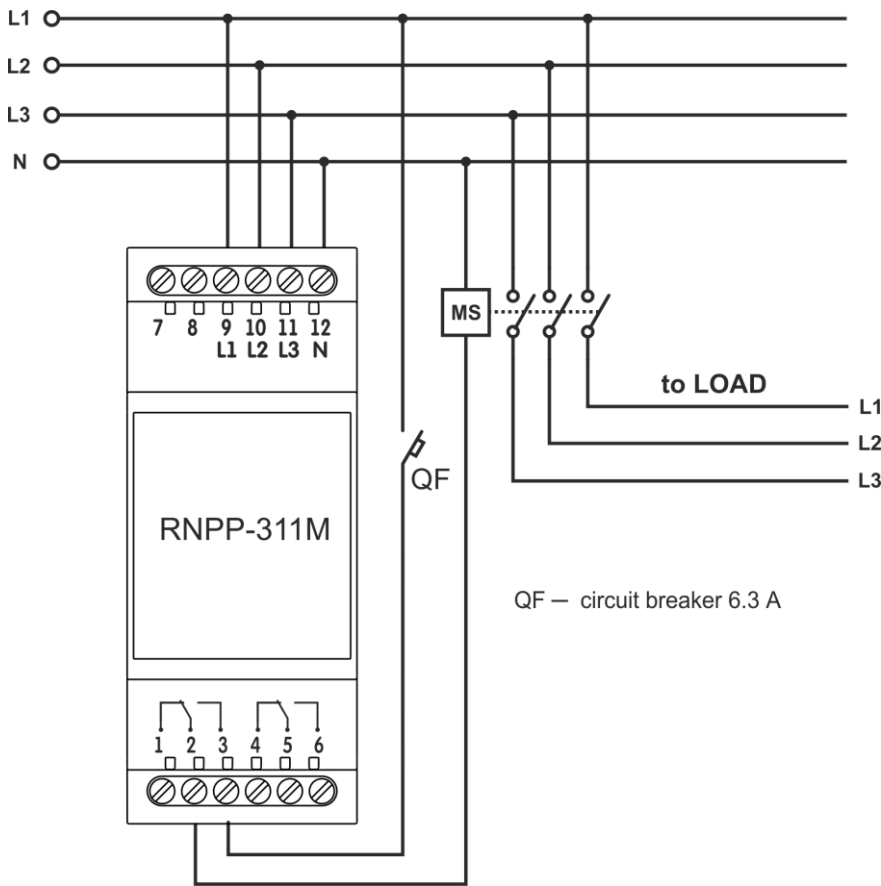 L1
L2
L3
N
7 8 9 10 11 12
L1 L2 L3 N
MS
to LOAD
L1
L2
L3
QF
RNPP-311M
QF — circuit breaker 6.3 A
1 2 3 4 5 6